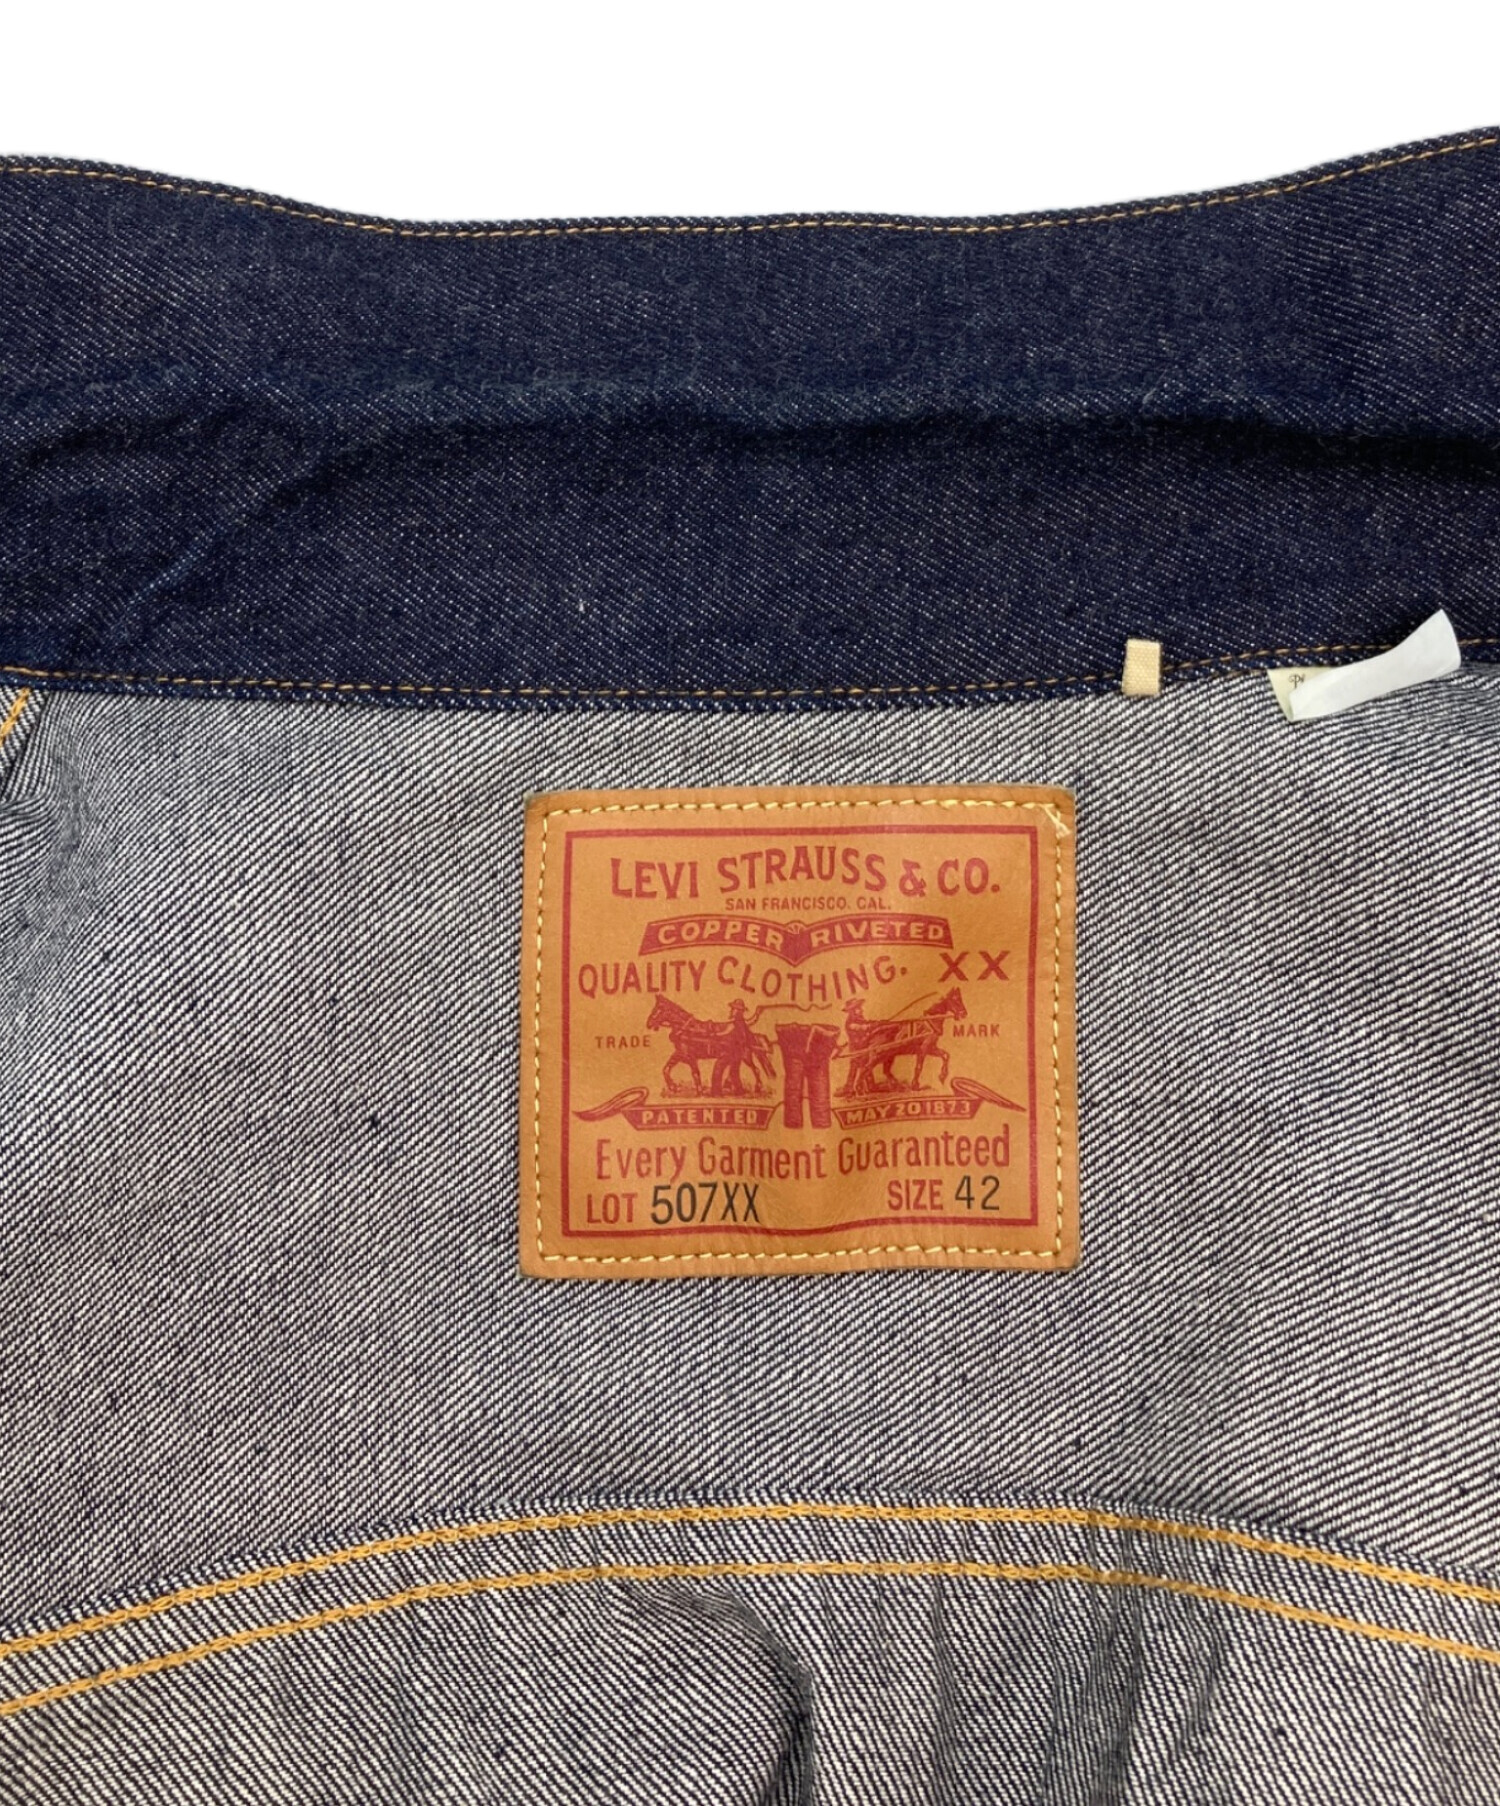 LEVI STRAUSS & CO.
SAN FRANCISCO. CAL.
COPPER RIVETED
QUALITY CLOTHING. XX
TRADE MARK
PATENTED MAY 20 1873
Every Garment Guaranteed
LOT 507XX SIZE 42